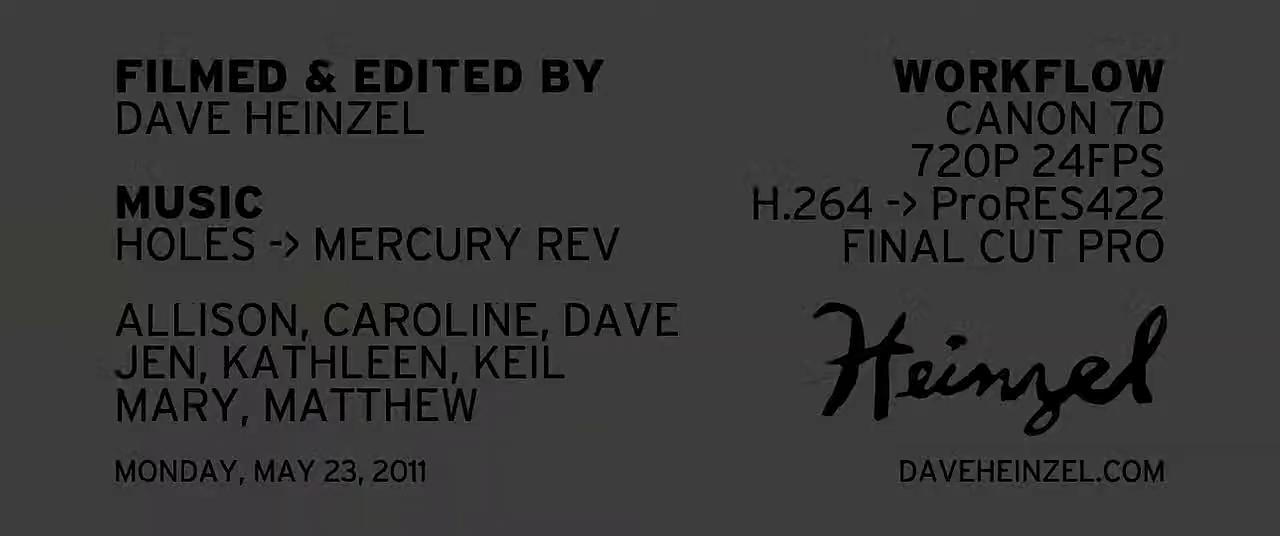 FILMED & EDITED BY
DAVE HEINZEL
MUSIC
HOLES -> MERCURY REV
ALLISON, CAROLINE, DAVE
JEN, KATHLEEN, KEIL
MARY, MATTHEW
MONDAY, MAY 23, 2011
WORKFLOW
CANON 7D
720P 24FPS
H.264 -> ProRES422
FINAL CUT PRO
Heinzel
DAVEHEINZEL.COM